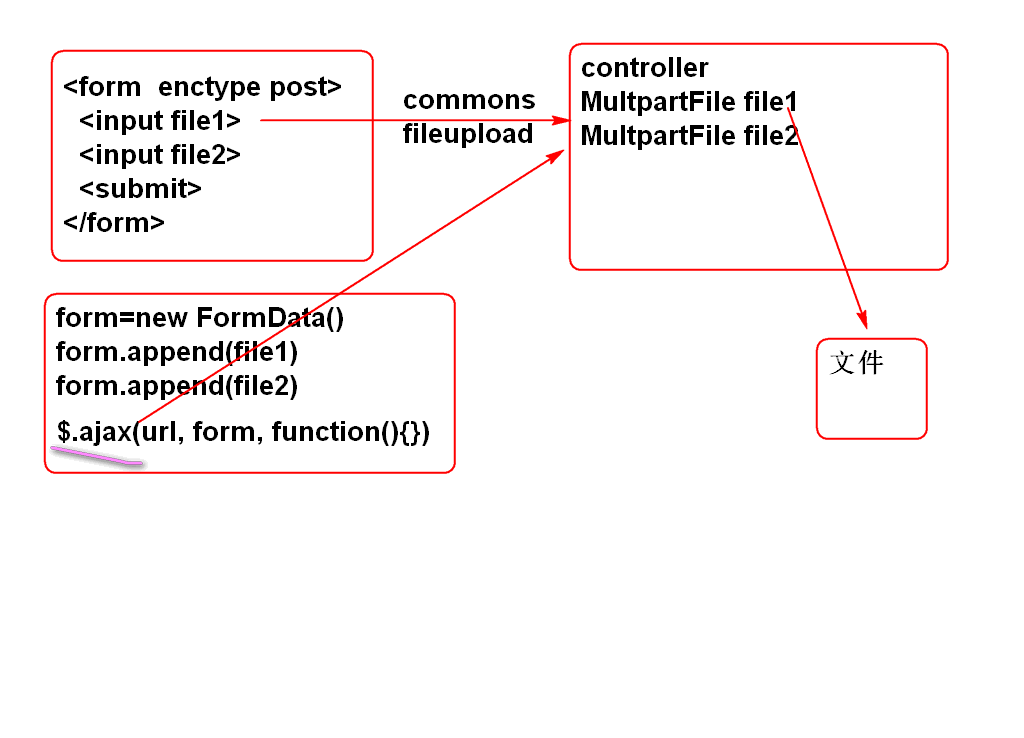 <form  enctype post>
<input file1>
<input file2>
<submit>
</form>
commons
fileupload
controller
MultpartFile file1
MultpartFile file2
form=new FormData()
form.append(file1)
form.append(file2)
$.ajax(url, form, function(){})
文件